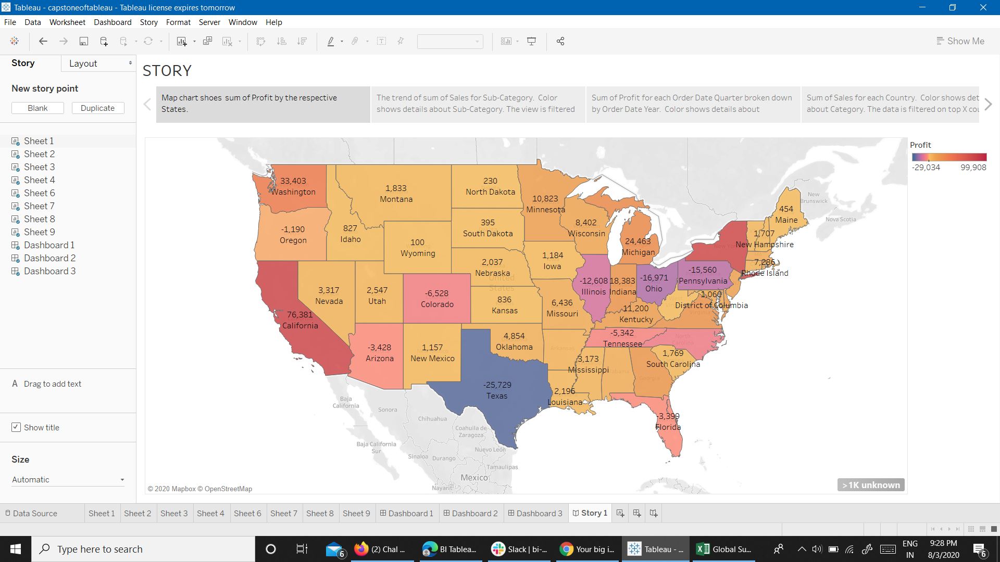 Tableau - capstoneoftableau - Tableau license expires tomorrow
File Data Worksheet Dashboard Story Format Server Window Help
Show Me
Story Layout
New story point
Blank Duplicate
Sheet 1
Sheet 2
Sheet 3
Sheet 4
Sheet 6
Sheet 7
Sheet 8
Sheet 9
Dashboard 1
Dashboard 2
Dashboard 3
A Drag to add text
Show title
Size
Automatic
STORY
Map chart shoes sum of Profit by the respective
States.
The trend of sum of Sales for Sub-Category. Color
shows details about Sub-Category. The view is filtered
Sum of Profit for each Order Date Quarter broken down
by Order Date Year. Color shows details about
Sum of Sales for each Country. Color shows det
about Category. The data is filtered on top X cou
Profit
-29,034 99,908
33,403
Washington
1,833
Montana
230
North Dakota
10,823
Minnesota
454
Maine
New
Brunswick
Nova Scotia
-1,190
Oregon
827
Idaho
100
Wyoming
395
South Dakota
8,402
Wisconsin
24,463
Michigan
1,707
New Hampshire
2,037
Nebraska
United
States
1,184
Iowa
7,286
Rhode Island
3,317
Nevada
2,547
Utah
-6,528
Colorado
836
Kansas
6,436
Missouri
-12,608
Illinois
18,383
Indiana
-16,971
Ohio
-15,560
Pennsylvania
1,060
District of Columbia
76,381
California
11,200
Kentucky
-3,428
Arizona
1,157
New Mexico
4,854
Oklahoma
Arkansas
-5,342
Tennessee
North
Carolina
3,173
Mississippi
1,769
South Carolina
Georgia
-25,729
Texas
2,196
Louisiana
-3,399
Florida
Baja
California
Sonora
Chihuahua
Coahuila de
Zaragoza
Baja California
Sur
Sinaloa
Durango
Nuevo León
Tamaulipas
Mexico
Nayarit
© 2020 Mapbox © OpenStreetMap
>1K unknown
Data Source Sheet 1 Sheet 2 Sheet 3 Sheet 4 Sheet 6 Sheet 7 Sheet 8 Sheet 9 Dashboard 1 Dashboard 2 Dashboard 3 Story 1
Type here to search
6
(2) Chal ...
BI Tablea...
Slack | bi-...
Your big i...
Tableau - ...
Global Su...
ENG
IN
9:28 PM
8/3/2020
6